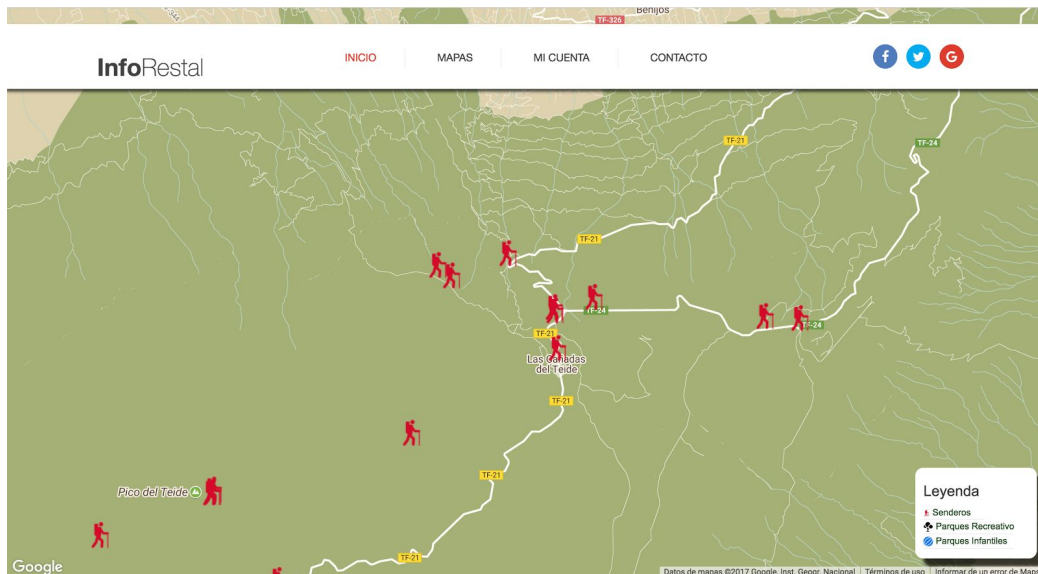 Benijos
TF-326
InfoRestal
INICIO
MAPAS
MI CUENTA
CONTACTO
f
G
TF-21
TF-24
TF-21
TF-24
TF-21
TF-24
Las Cañadas
del Teide
TF-21
TF-21
Pico del Teide
TF-21
Leyenda
Senderos
Parques Recreativo
Parques Infantiles
Google
Datos de mapas ©2017 Google, Inst. Geogr. Nacional
Términos de uso
Informar de un error de Maps